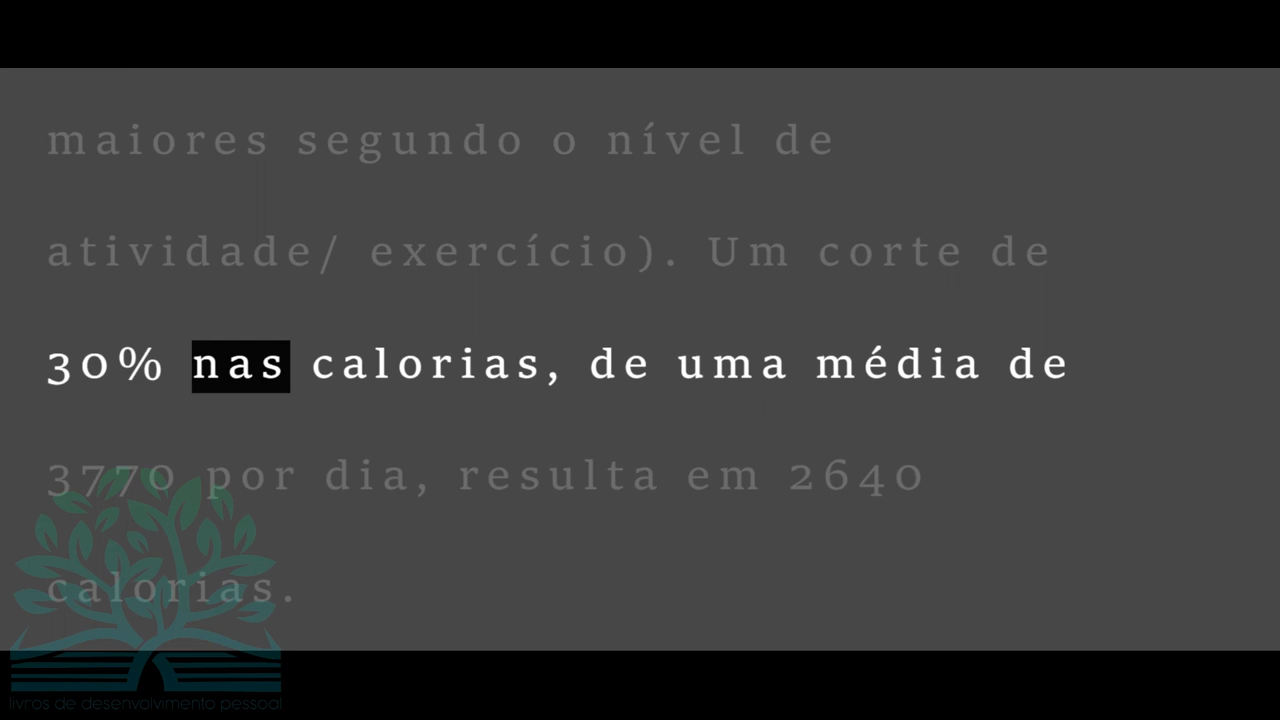 maiores segundo o nível de
atividade/ exercício). Um corte de
30% nas calorias, de uma média de
3770 por dia, resulta em 2640
calorias.
livros de desenvolvimento pessoal